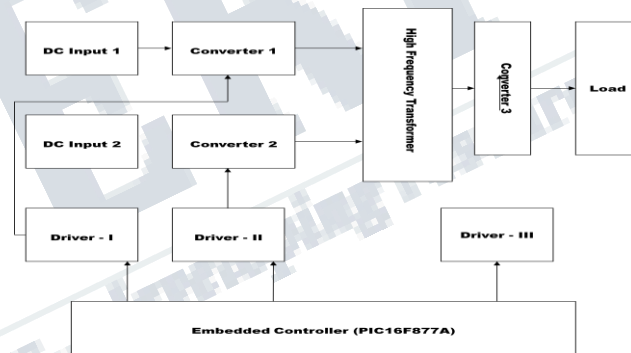 DC Input 1
Converter 1
High Frequency Transformer
Converter 3
Load
DC Input 2
Converter 2
Driver - I
Driver - II
Driver - III
Embedded Controller (PIC16F877A)